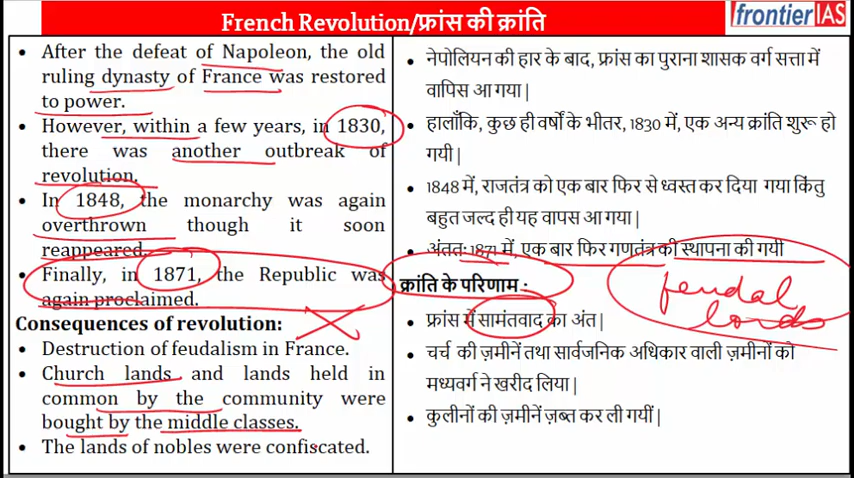 French Revolution/फ्रांस की क्रांति
frontierIAS
• After the defeat of Napoleon, the old
ruling dynasty of France was restored
to power.
• However, within a few years, in 1830,
there was another outbreak of
revolution.
• In 1848, the monarchy was again
overthrown though it soon
reappeared.
• Finally, in 1871, the Republic was
again proclaimed.
Consequences of revolution:
• Destruction of feudalism in France.
• Church lands and lands held in
common by the community were
bought by the middle classes.
• The lands of nobles were confiscated.
• नेपोलियन की हार के बाद, फ्रांस का पुराना शासक वर्ग सत्ता में
वापिस आ गया|
• हालाँकि, कुछ ही वर्षों के भीतर, 1830 में, एक अन्य क्रांति शुरू हो
गयी|
• 1848 में, राजतंत्र को एक बार फिर से ध्वस्त कर दिया गया किंतु
बहुत जल्द ही यह वापस आ गया|
• अंततः 1871 में, एक बार फिर गणतंत्र की स्थापना की गयी
क्रांति के परिणाम :
• फ्रांस में सामंतवाद का अंत|
• चर्च की ज़मीनें तथा सार्वजनिक अधिकार वाली ज़मीनों को
मध्यवर्ग ने खरीद लिया|
• कुलीनों की ज़मीनें ज़ब्त कर ली गयीं|
feudal
lords